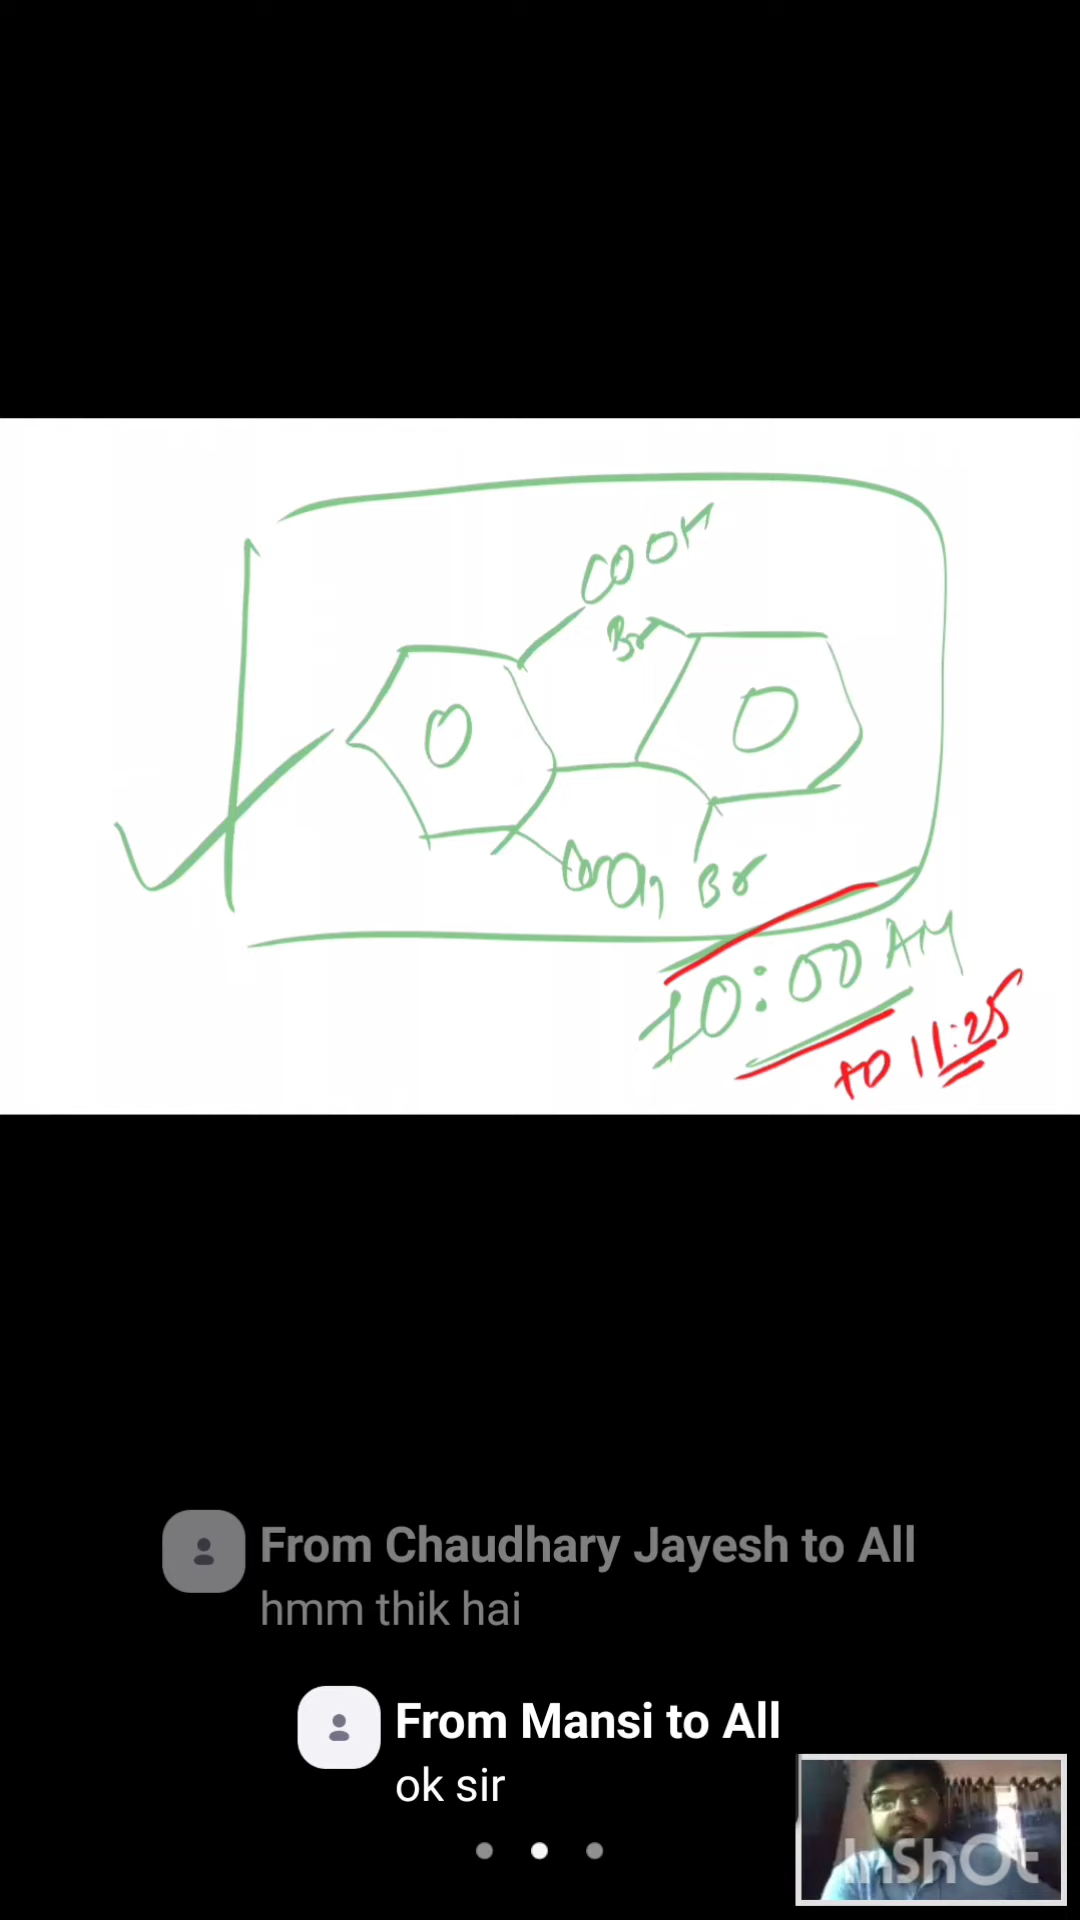 COOH
Br
O
O
Br
10:00 AM
to 11:25
From Chaudhary Jayesh to All
hmm thik hai
From Mansi to All
ok sir
InShOt